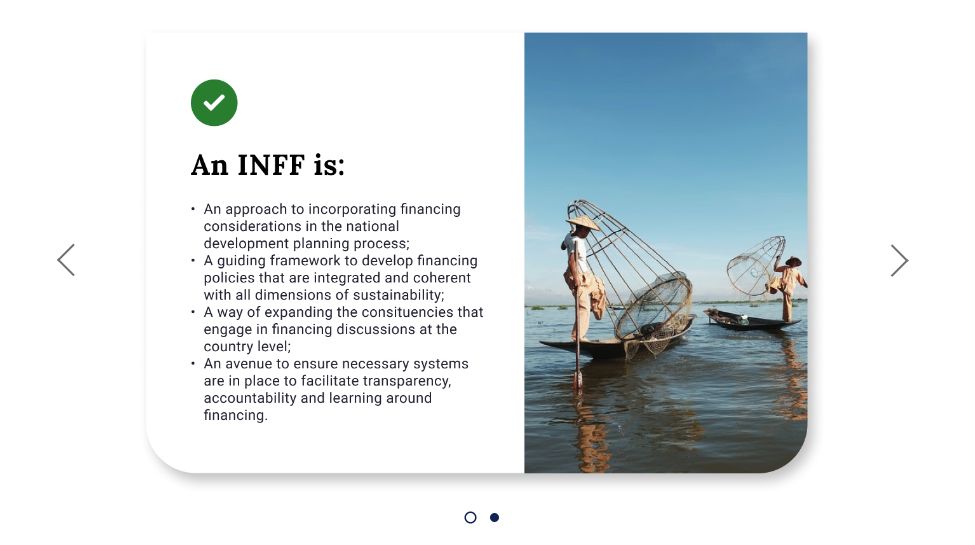 An INFF is:
• An approach to incorporating financing
considerations in the national
development planning process;
• A guiding framework to develop financing
policies that are integrated and coherent
with all dimensions of sustainability;
• A way of expanding the consituencies that
engage in financing discussions at the
country level;
• An avenue to ensure necessary systems
are in place to facilitate transparency,
accountability and learning around
financing.